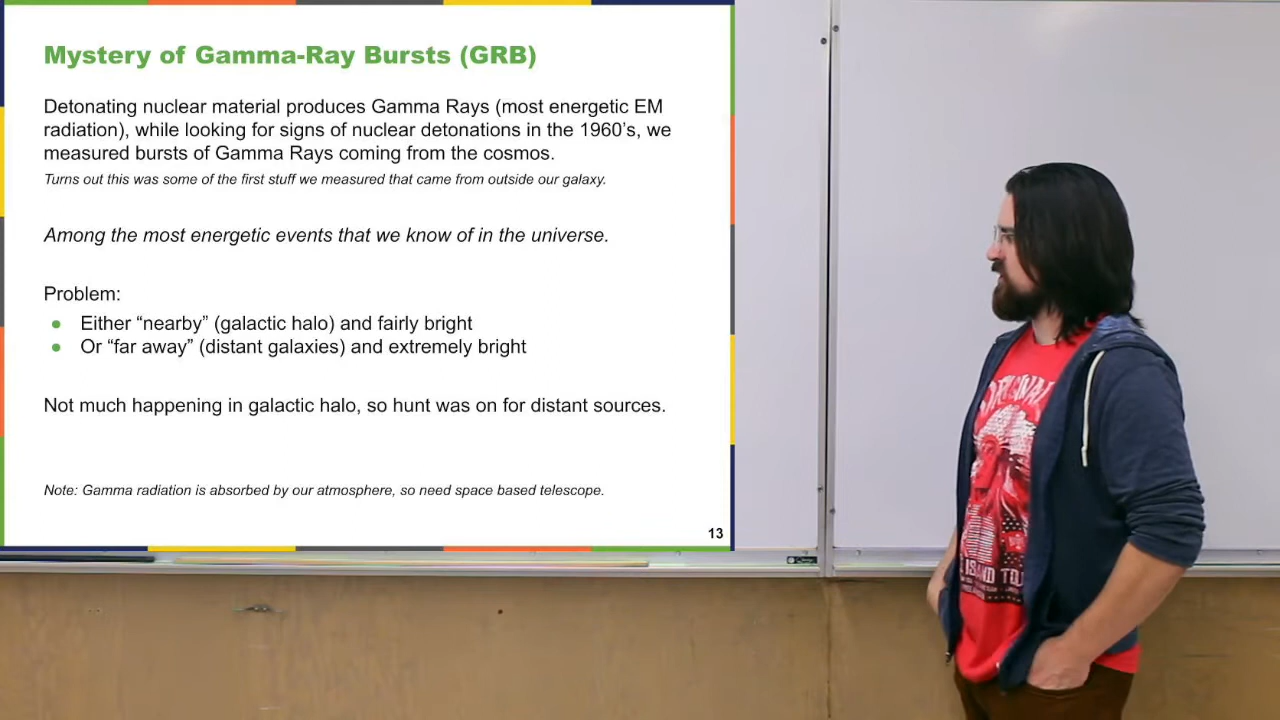 Mystery of Gamma-Ray Bursts (GRB)
Detonating nuclear material produces Gamma Rays (most energetic EM
radiation), while looking for signs of nuclear detonations in the 1960’s, we
measured bursts of Gamma Rays coming from the cosmos.
Turns out this was some of the first stuff we measured that came from outside our galaxy.
Among the most energetic events that we know of in the universe.
Problem:
● Either “nearby” (galactic halo) and fairly bright
● Or “far away” (distant galaxies) and extremely bright
Not much happening in galactic halo, so hunt was on for distant sources.
Note: Gamma radiation is absorbed by our atmosphere, so need space based telescope.
13